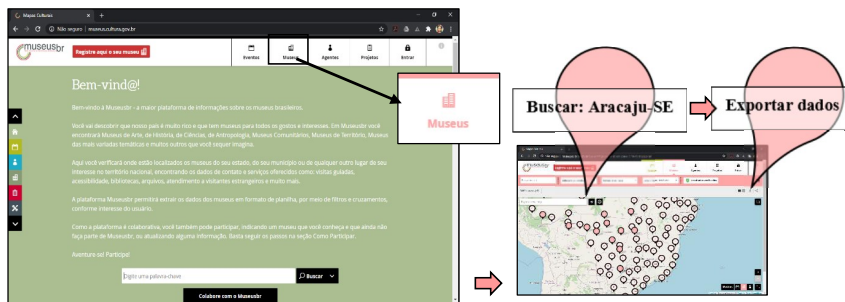 Mapas Culturais
Não seguro | museus.cultura.gov.br
museusbr
Registre aqui o seu museu
Eventos
Museus
Agentes
Projetos
Entrar
Bem-vind@!
Bem-vindo à Museusbr - a maior plataforma de informações sobre os museus brasileiros.
Você vai descobrir que nosso país é muito rico e que tem museus para todos os gostos e interesses. Em Museusbr você
encontrará Museus de Arte, de História, de Ciências, de Antropologia, Museus Comunitários, Museus de Território, Museus
das mais variadas temáticas e muitos outros que você sequer imagina.
Aqui você verificará onde estão localizados os museus do seu estado, do seu município ou de qualquer outro lugar de seu
interesse no território nacional, encontrando os dados de contato e serviços oferecidos como: visitas guiadas,
acessibilidade, bibliotecas, arquivos, atendimento a visitantes estrangeiros e muito mais.
A plataforma Museusbr permitirá extrair os dados dos museus em formato de planilha, por meio de filtros e cruzamentos,
conforme interesse do usuário.
Como a plataforma é colaborativa, você também pode participar, indicando um museu que você conheça e que ainda não
faça parte de Museusbr, ou atualizando alguma informação. Basta seguir os passos na seção Como Participar.
Aventure-se! Participe!
Digite uma palavra-chave
Buscar
Colabore com o Museusbr
Museus
Buscar: Aracaju-SE
Exportar dados